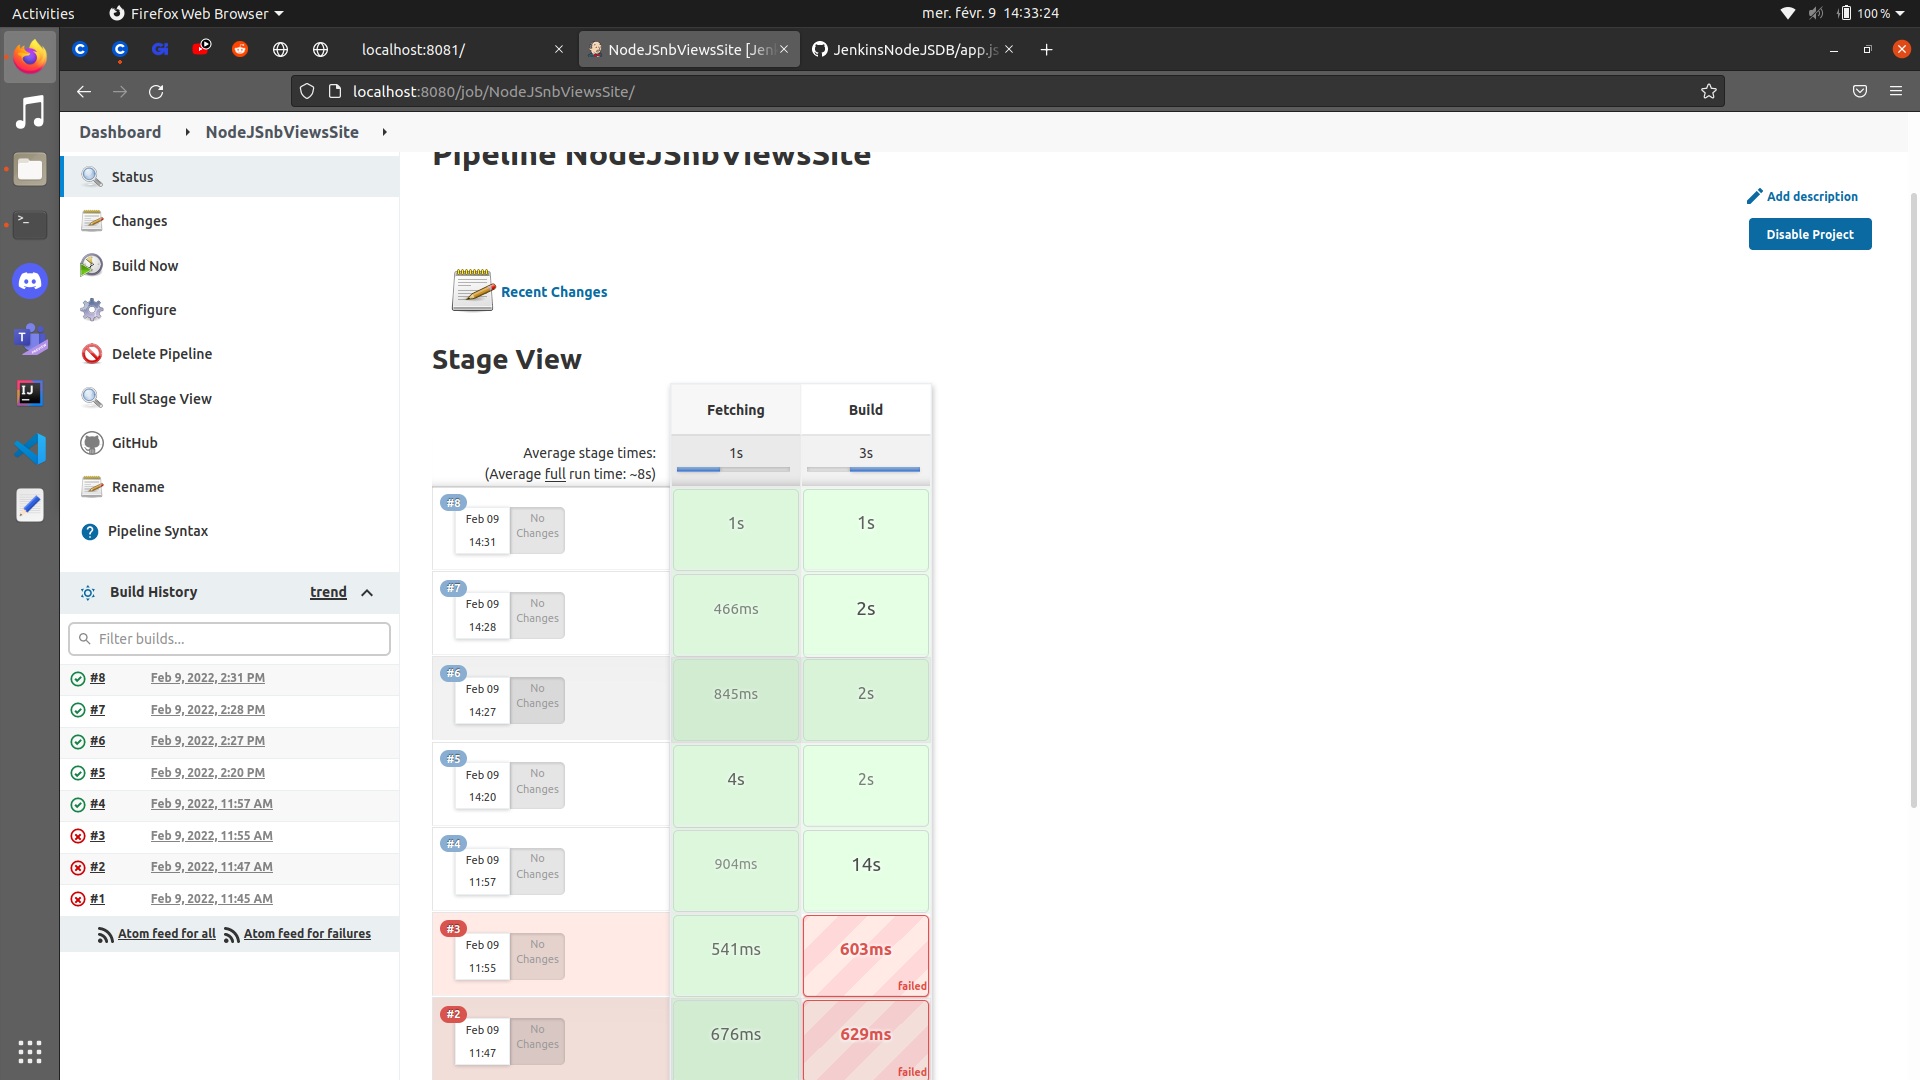 Activities
Firefox Web Browser
mer. févr. 9 14:33:24
100 %
localhost:8081/
NodeJSnbViewsSite [Jen
JenkinsNodeJSDB/app.js
localhost:8080/job/NodeJSnbViewsSite/
Dashboard
NodeJSnbViewsSite
Pipeline NodeJSnbViewsSite
Status
Changes
Build Now
Configure
Delete Pipeline
Full Stage View
GitHub
Rename
Pipeline Syntax
Build History
trend
Filter builds...
#8 Feb 9, 2022, 2:31 PM
#7 Feb 9, 2022, 2:28 PM
#6 Feb 9, 2022, 2:27 PM
#5 Feb 9, 2022, 2:20 PM
#4 Feb 9, 2022, 11:57 AM
#3 Feb 9, 2022, 11:55 AM
#2 Feb 9, 2022, 11:47 AM
#1 Feb 9, 2022, 11:45 AM
Atom feed for all
Atom feed for failures
Add description
Disable Project
Recent Changes
Stage View
Fetching
Build
Average stage times:
(Average full run time: ~8s)
1s
3s
#8
Feb 09
14:31
No
Changes
1s
1s
#7
Feb 09
14:28
No
Changes
466ms
2s
#6
Feb 09
14:27
No
Changes
845ms
2s
#5
Feb 09
14:20
No
Changes
4s
2s
#4
Feb 09
11:57
No
Changes
904ms
14s
#3
Feb 09
11:55
No
Changes
541ms
603ms
failed
#2
Feb 09
11:47
No
Changes
676ms
629ms
failed